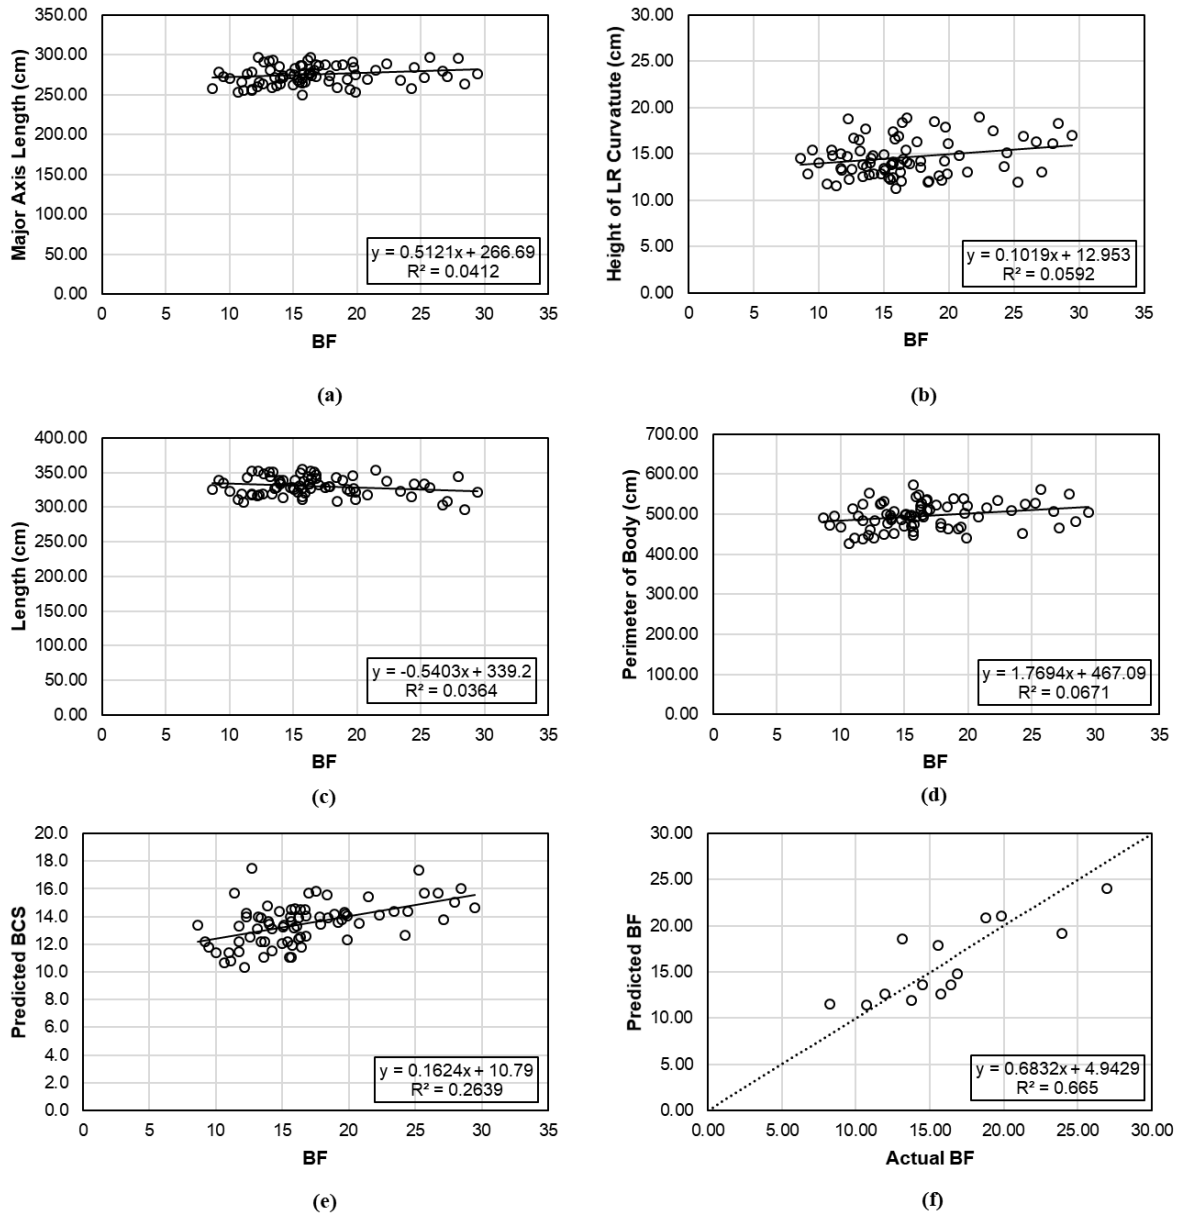 350.00
300.00
250.00
200.00
150.00
100.00
50.00
0.00
Major Axis Length (cm)
y = 0.5121x + 266.69
R² = 0.0412
0 5 10 15 20 25 30 35
BF
(a)
30.00
25.00
20.00
15.00
10.00
5.00
0.00
Height of LR Curvatute (cm)
y = 0.1019x + 12.953
R² = 0.0592
0 5 10 15 20 25 30 35
BF
(b)
400.00
350.00
300.00
250.00
200.00
150.00
100.00
50.00
0.00
Length (cm)
y = -0.5403x + 339.2
R² = 0.0364
0 5 10 15 20 25 30 35
BF
(c)
700.00
600.00
500.00
400.00
300.00
200.00
100.00
0.00
Perimeter of Body (cm)
y = 1.7694x + 467.09
R² = 0.0671
0 5 10 15 20 25 30 35
BF
(d)
20.0
18.0
16.0
14.0
12.0
10.0
8.0
6.0
4.0
2.0
0.0
Predicted BCS
y = 0.1624x + 10.79
R² = 0.2639
0 5 10 15 20 25 30 35
BF
(e)
30.00
25.00
20.00
15.00
10.00
5.00
0.00
Predicted BF
y = 0.6832x + 4.9429
R² = 0.665
0.00 5.00 10.00 15.00 20.00 25.00 30.00
Actual BF
(f)